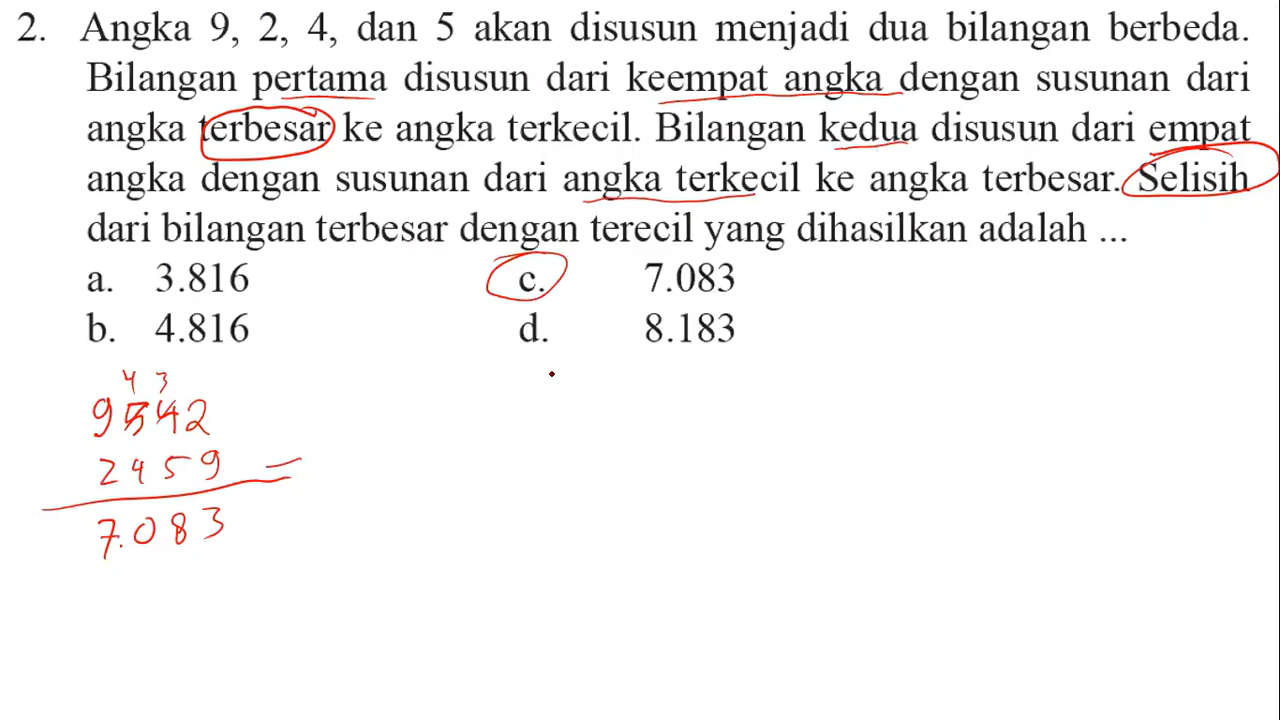 2. Angka 9, 2, 4, dan 5 akan disusun menjadi dua bilangan berbeda.
Bilangan pertama disusun dari keempat angka dengan susunan dari
angka terbesar ke angka terkecil. Bilangan kedua disusun dari empat
angka dengan susunan dari angka terkecil ke angka terbesar. Selisih
dari bilangan terbesar dengan terecil yang dihasilkan adalah ...
a. 3.816 c. 7.083
b. 4.816 d. 8.183
4 3
9542
2459 -
7.083